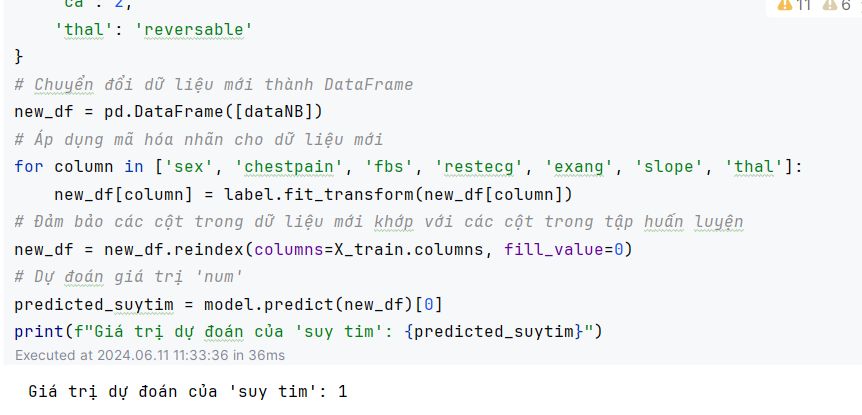 'ca': 2,
11 6
'thal': 'reversable'
}
# Chuyển đổi dữ liệu mới thành DataFrame
new_df = pd.DataFrame([dataNB])
# Áp dụng mã hóa nhãn cho dữ liệu mới
for column in ['sex', 'chestpain', 'fbs', 'restecg', 'exang', 'slope', 'thal']:
new_df[column] = label.fit_transform(new_df[column])
# Đảm bảo các cột trong dữ liệu mới khớp với các cột trong tập huấn luyện
new_df = new_df.reindex(columns=X_train.columns, fill_value=0)
# Dự đoán giá trị 'num'
predicted_suytim = model.predict(new_df)[0]
print(f"Giá trị dự đoán của 'suy tim': {predicted_suytim}")
Executed at 2024.06.11 11:33:36 in 36ms
Giá trị dự đoán của 'suy tim': 1